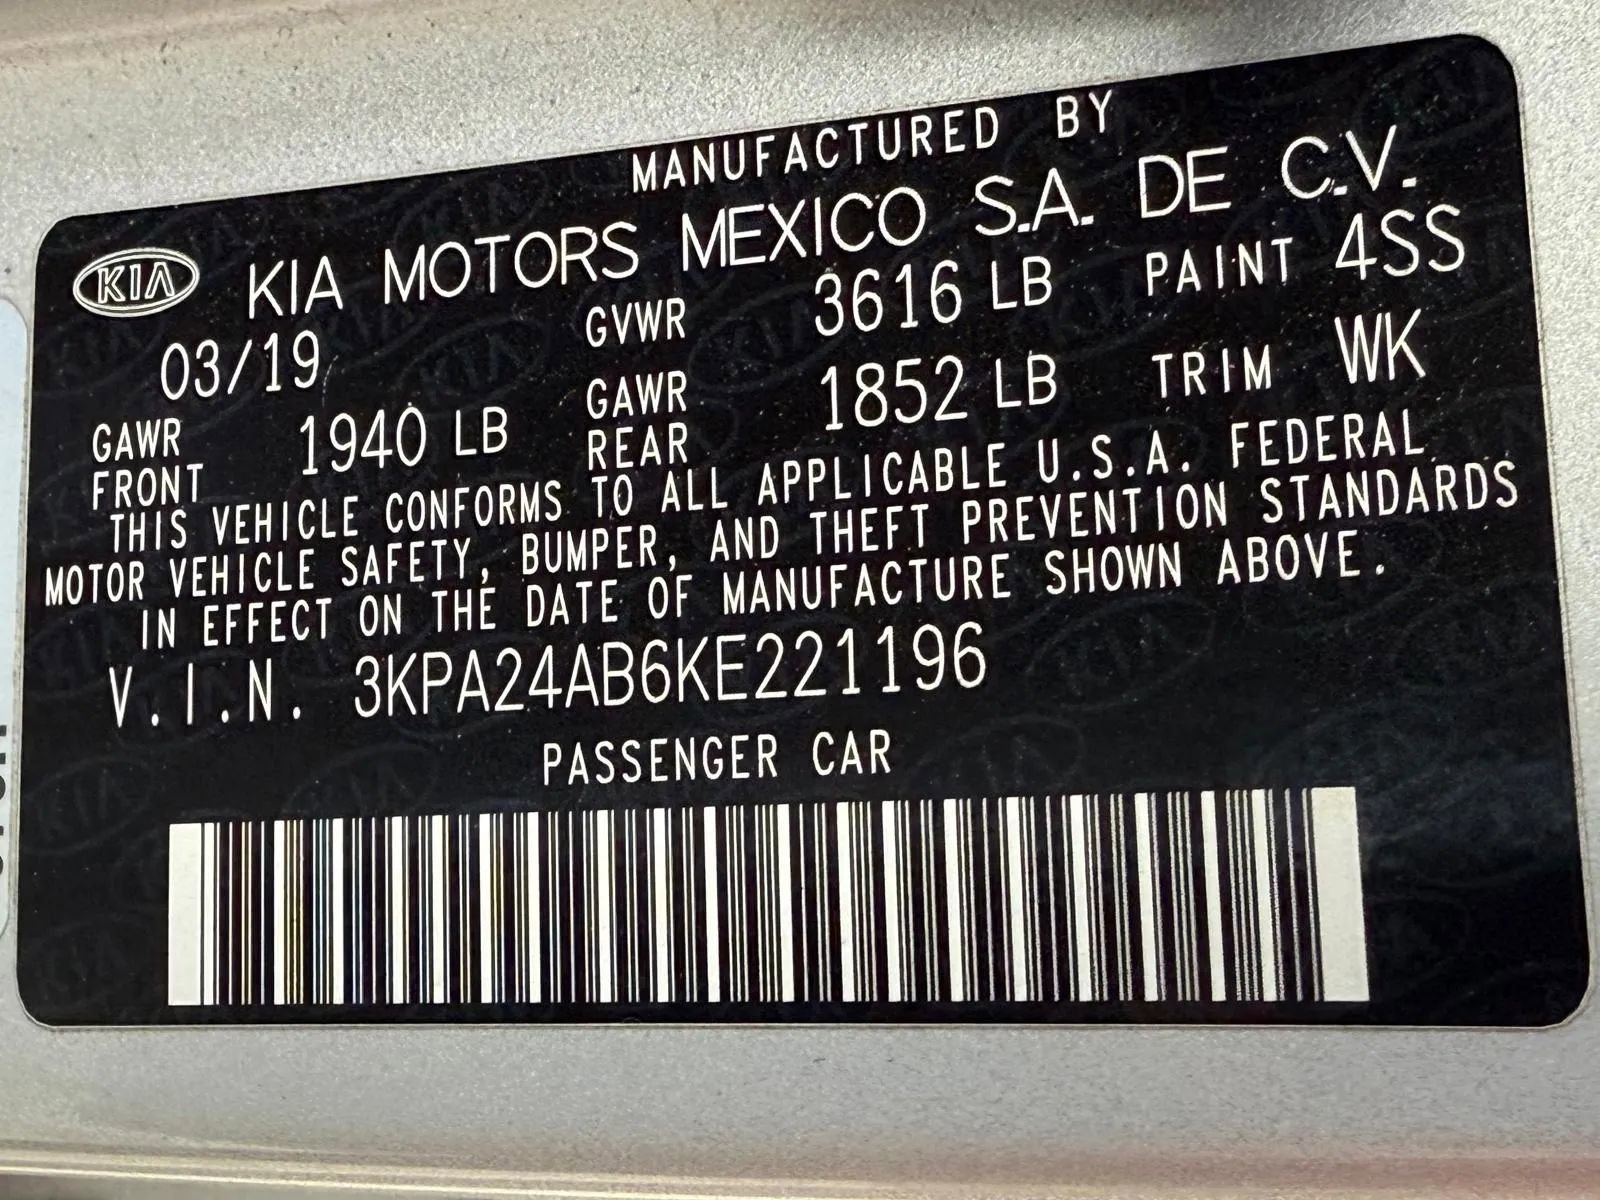 MANUFACTURED BY
KIA KIA MOTORS MEXICO S.A. DE C.V.
03/19 GVWR 3616 LB PAINT 4SS
GAWR FRONT 1940 LB GAWR REAR 1852 LB TRIM WK
THIS VEHICLE CONFORMS TO ALL APPLICABLE U.S.A. FEDERAL
MOTOR VEHICLE SAFETY, BUMPER, AND THEFT PREVENTION STANDARDS
IN EFFECT ON THE DATE OF MANUFACTURE SHOWN ABOVE.
V.I.N. 3KPA24AB6KE221196
PASSENGER CAR